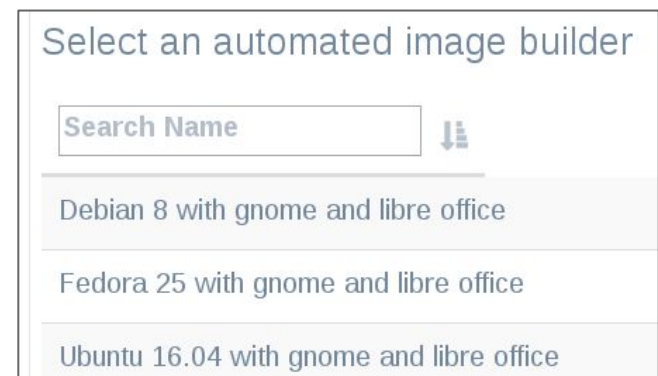 Select an automated image builder
Search Name
Debian 8 with gnome and libre office
Fedora 25 with gnome and libre office
Ubuntu 16.04 with gnome and libre office